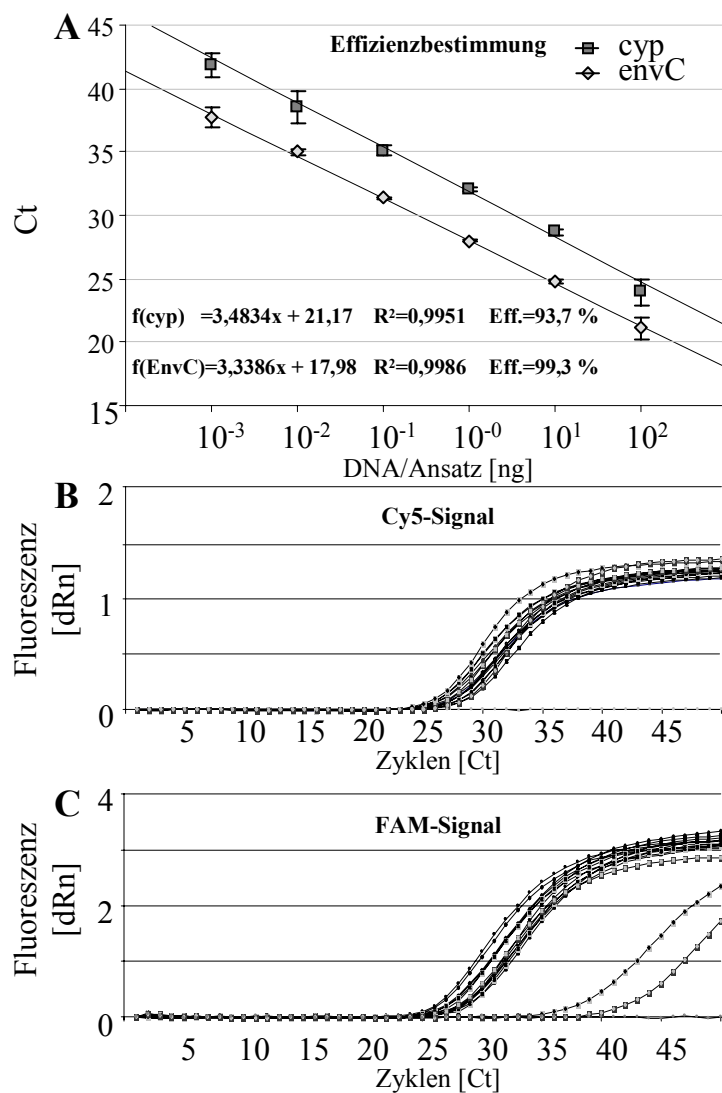 A
Effizienzbestimmung
cyp
envC
45
40
35
30
25
20
15
Ct
f(cyp) =3,4834x + 21,17 R²=0,9951 Eff.=93,7 %
f(EnvC)=3,3386x + 17,98 R²=0,9986 Eff.=99,3 %
10⁻³ 10⁻² 10⁻¹ 10⁻⁰ 10¹ 10²
DNA/Ansatz [ng]
B
Cy5-Signal
2
1
0
Fluoreszenz
[dRn]
5 10 15 20 25 30 35 40 45
Zyklen [Ct]
C
FAM-Signal
4
2
0
Fluoreszenz
[dRn]
5 10 15 20 25 30 35 40 45
Zyklen [Ct]